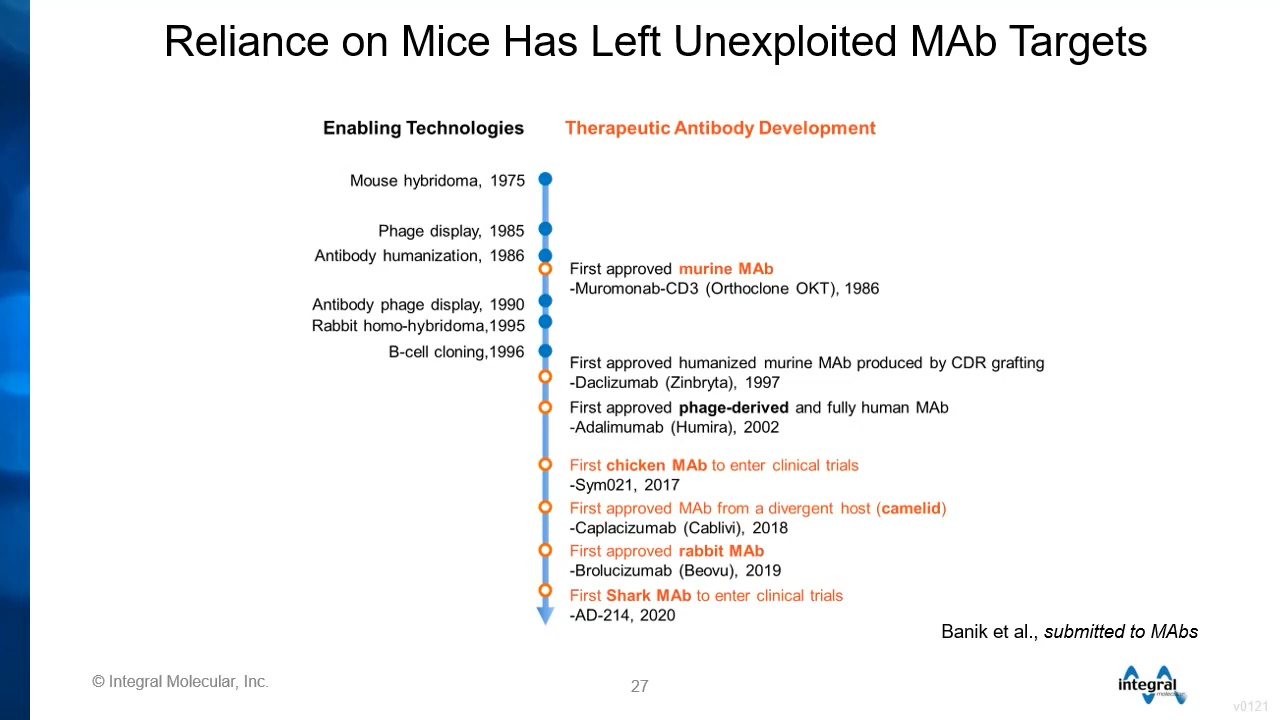 Reliance on Mice Has Left Unexploited MAb Targets
Enabling Technologies
Therapeutic Antibody Development
Mouse hybridoma, 1975
Phage display, 1985
Antibody humanization, 1986
First approved murine MAb
-Muromonab-CD3 (Orthoclone OKT), 1986
Antibody phage display, 1990
Rabbit homo-hybridoma,1995
B-cell cloning,1996
First approved humanized murine MAb produced by CDR grafting
-Daclizumab (Zinbryta), 1997
First approved phage-derived and fully human MAb
-Adalimumab (Humira), 2002
First chicken MAb to enter clinical trials
-Sym021, 2017
First approved MAb from a divergent host (camelid)
-Caplacizumab (Cablivi), 2018
First approved rabbit MAb
-Brolucizumab (Beovu), 2019
First Shark MAb to enter clinical trials
-AD-214, 2020
Banik et al., submitted to MAbs
© Integral Molecular, Inc.
27
integral
molecular
v0121